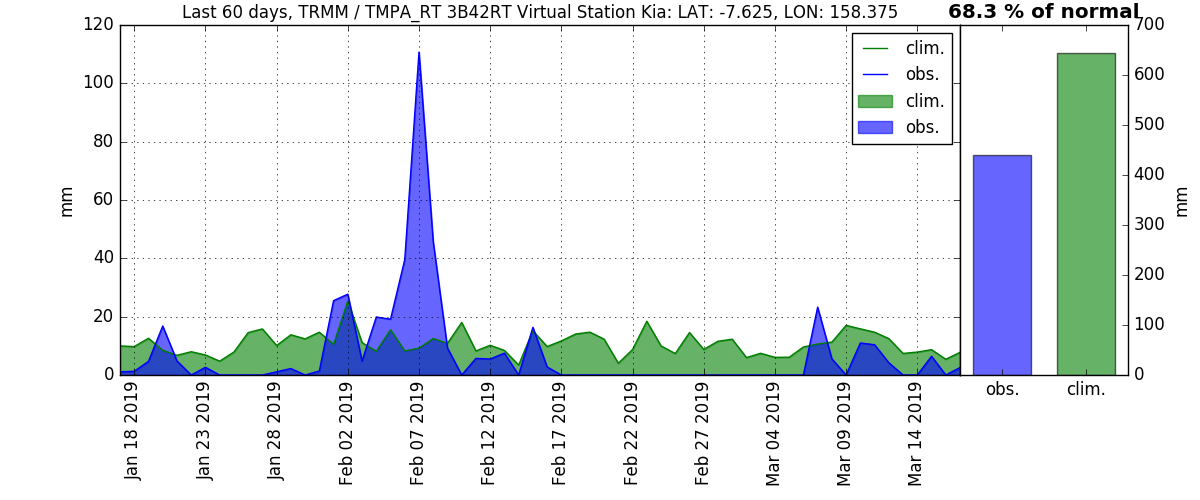 Last 60 days, TRMM / TMPA_RT 3B42RT Virtual Station Kia: LAT: -7.625, LON: 158.375
68.3 % of normal
120
100
80
60
40
20
0
mm
clim.
obs.
clim.
obs.
700
600
500
400
300
200
100
0
mm
obs.
clim.
Jan 18 2019
Jan 23 2019
Jan 28 2019
Feb 02 2019
Feb 07 2019
Feb 12 2019
Feb 17 2019
Feb 22 2019
Feb 27 2019
Mar 04 2019
Mar 09 2019
Mar 14 2019